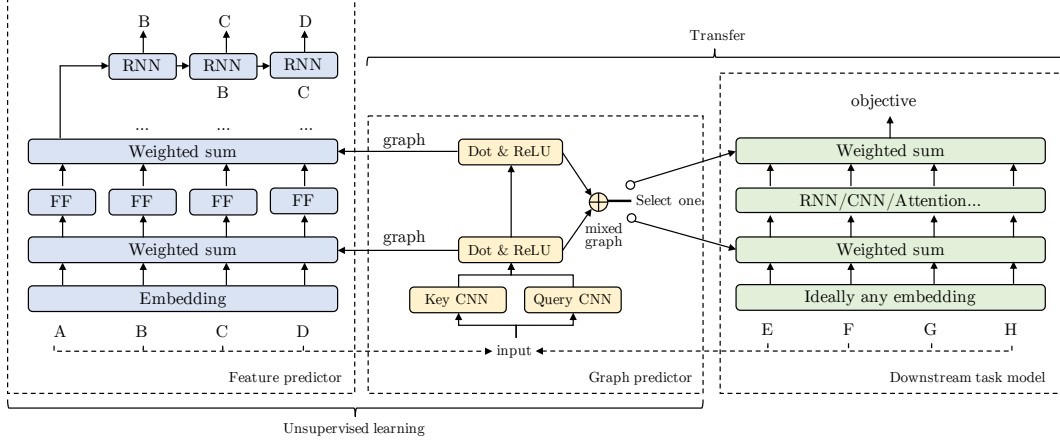 B C D
Transfer
RNN RNN RNN
B C
objective
... ... ...
graph
Weighted sum
Dot & ReLU
Weighted sum
FF FF FF FF
Select one
RNN/CNN/Attention...
mixed
graph
graph
Weighted sum
Dot & ReLU
Weighted sum
Embedding
Key CNN
Query CNN
Ideally any embedding
A B C D
E F G H
input
Feature predictor
Graph predictor
Downstream task model
Unsupervised learning